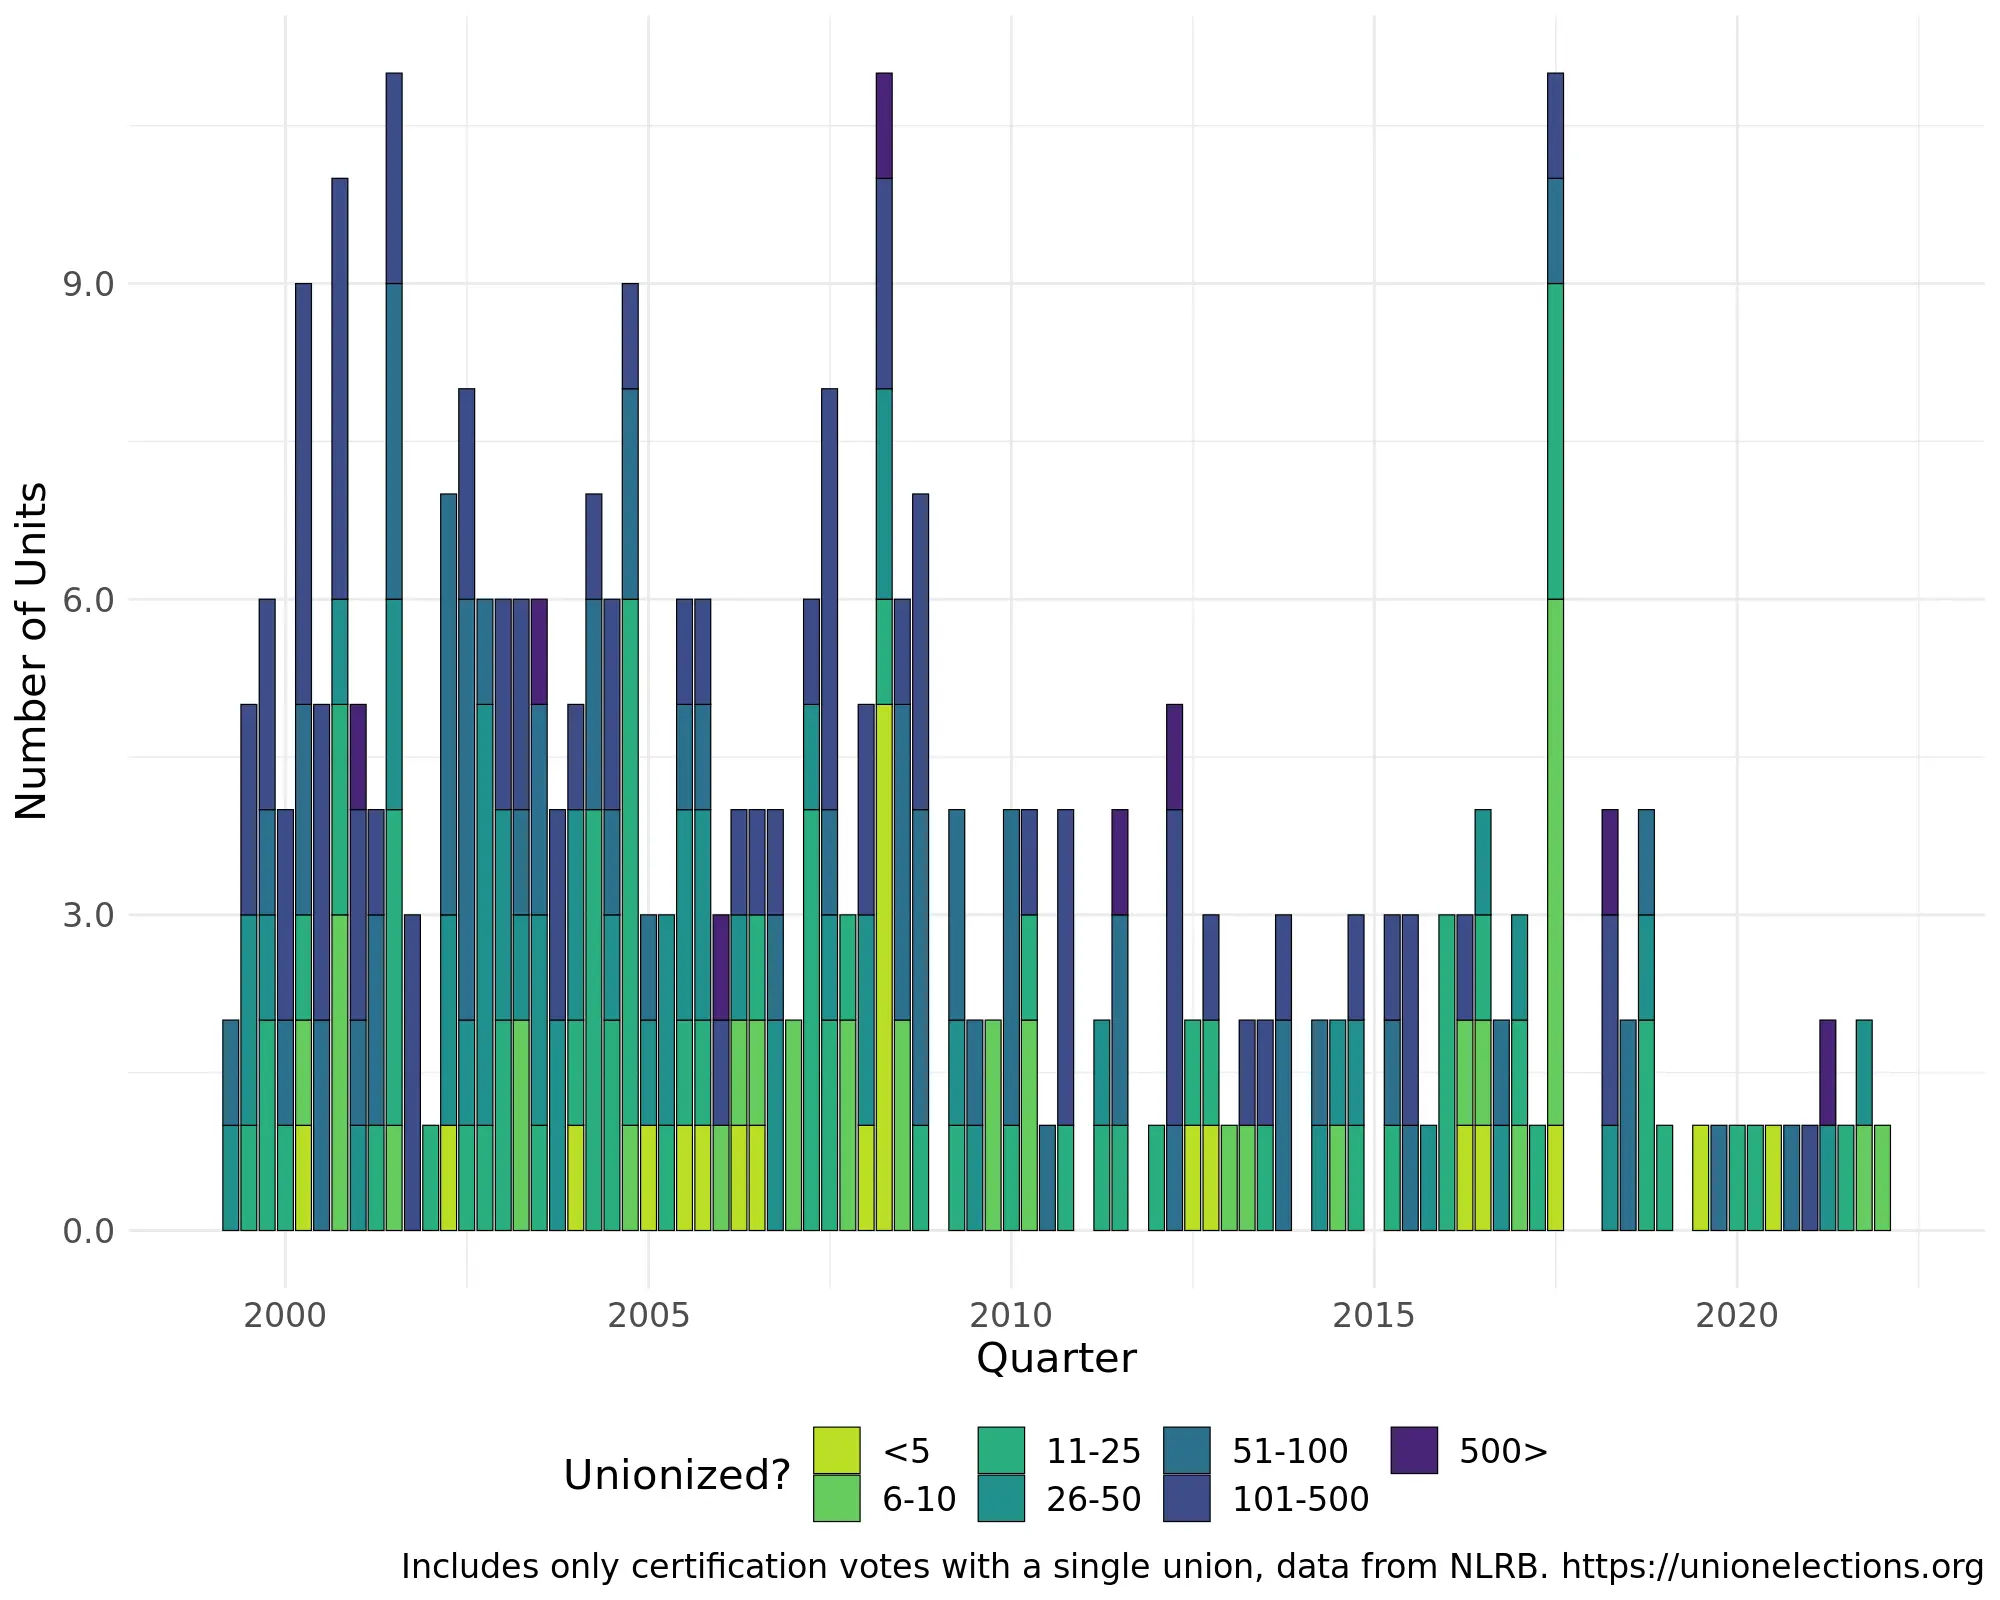 9.0
6.0
3.0
0.0
Number of Units
2000 2005 2010 2015 2020
Quarter
Unionized?
<5 11-25 51-100 500>
6-10 26-50 101-500
Includes only certification votes with a single union, data from NLRB. https://unionelections.org